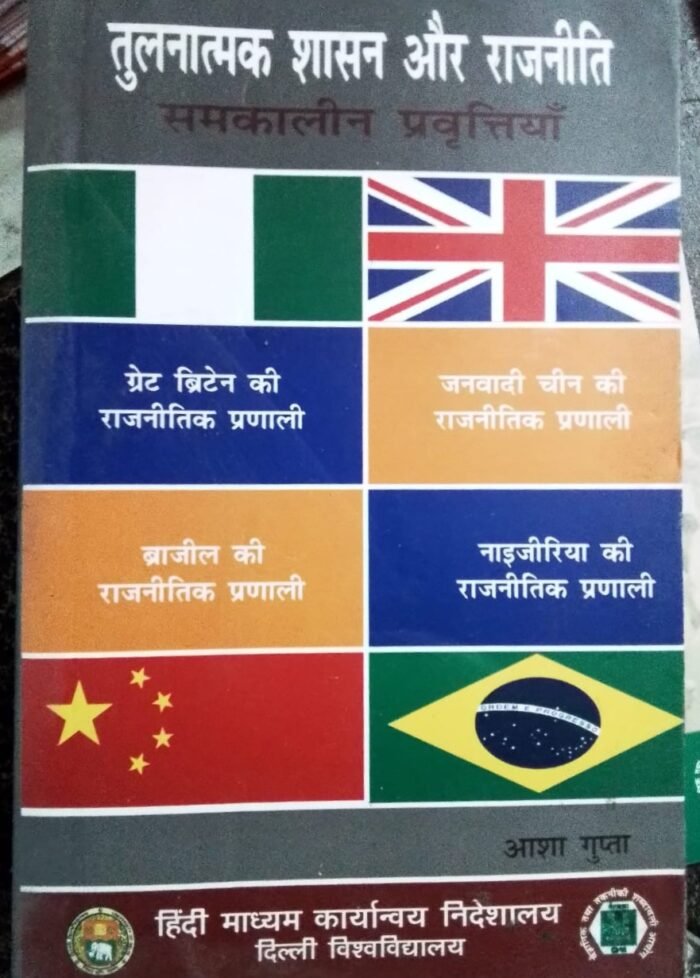 तुलनात्मक शासन और राजनीति
समकालीन प्रवृत्तियाँ
ग्रेट ब्रिटेन की
राजनीतिक प्रणाली
जनवादी चीन की
राजनीतिक प्रणाली
ब्राजील की
राजनीतिक प्रणाली
नाइजीरिया की
राजनीतिक प्रणाली
ORDEM E PROGRESSO
आशा गुप्ता
हिंदी माध्यम कार्यान्वय निदेशालय
दिल्ली विश्वविद्यालय